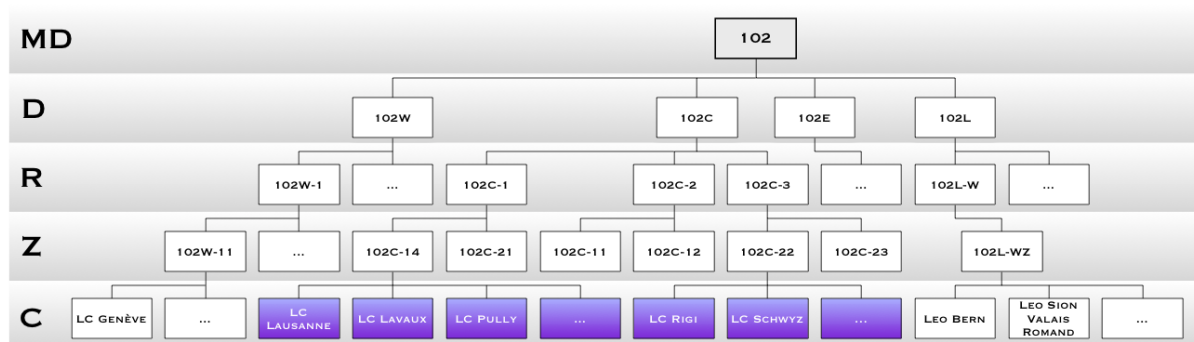 MD
102
D
102W
102C
102E
102L
R
102W-1
...
102C-1
102C-2
102C-3
...
102L-W
...
Z
102W-11
...
102C-14
102C-21
102C-11
102C-12
102C-22
102C-23
102L-WZ
C
LC Genève
...
LC
Lausanne
LC Lavaux
LC Pully
...
LC Rigi
LC Schwyz
...
Leo Bern
Leo Sion
Valais
Romand
...